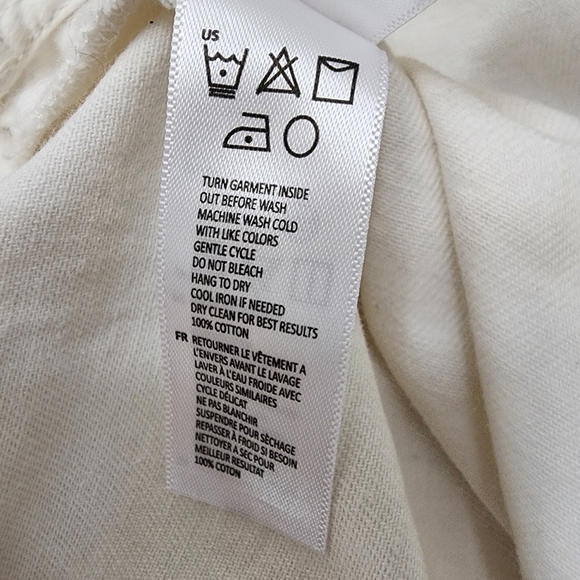 US
TURN GARMENT INSIDE
OUT BEFORE WASH
MACHINE WASH COLD
WITH LIKE COLORS
GENTLE CYCLE
DO NOT BLEACH
HANG TO DRY
COOL IRON IF NEEDED
DRY CLEAN FOR BEST RESULTS
100% COTTON
FR RETOURNER LE VÊTEMENT A
L'ENVERS AVANT LE LAVAGE
LAVER À L'EAU FROIDE AVEC
COULEURS SIMILAIRES
CYCLE DÉLICAT
NE PAS BLANCHIR
SUSPENDRE POUR SÉCHAGE
REPASSER À FROID SI BESOIN
NETTOYER A SEC POUR
MEILLEUR RESULTAT
100% COTON